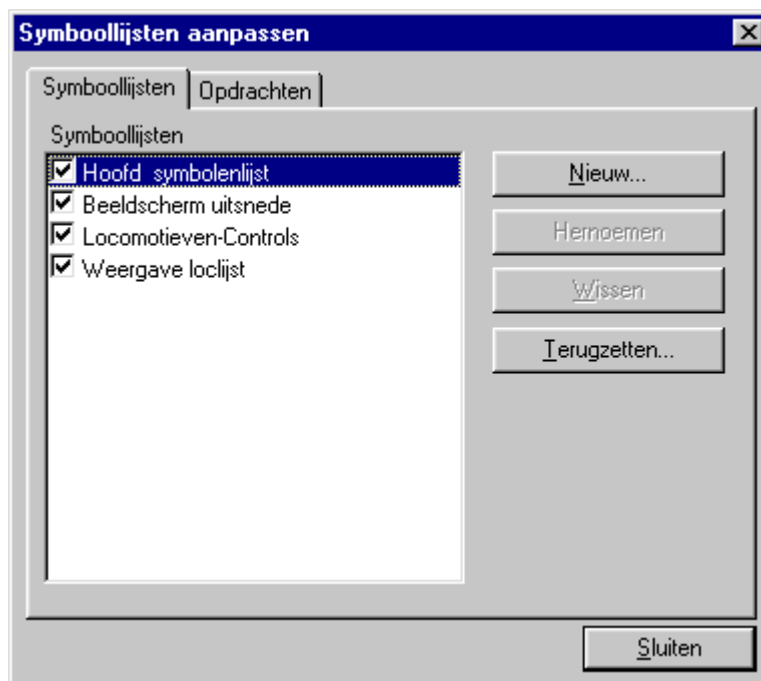 Symboollijsten aanpassen
Symboollijsten Opdrachten
Symboollijsten
Hoofd symbolenlijst
Beeldscherm uitsnede
Locomotieven-Controls
Weergave loclijst
Nieuw...
Hernoemen
Wissen
Terugzetten...
Sluiten